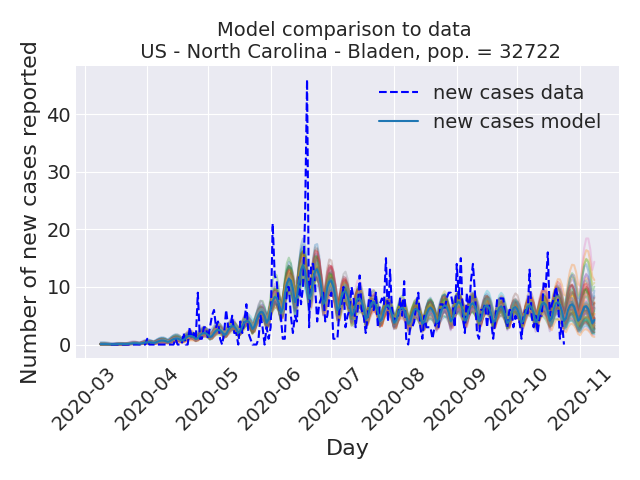 Model comparison to data
US - North Carolina - Bladen, pop. = 32722
Number of new cases reported
40
30
20
10
0
new cases data
new cases model
2020-03
2020-04
2020-05
2020-06
2020-07
2020-08
2020-09
2020-10
2020-11
Day